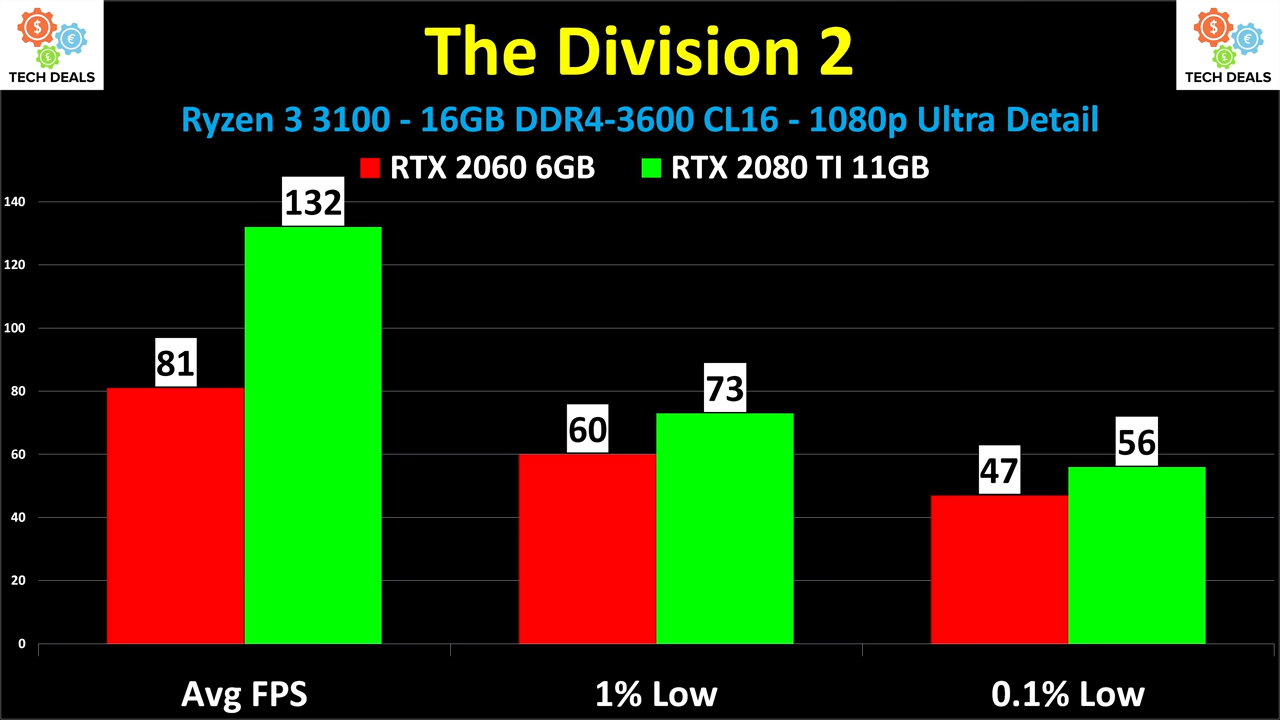 TECH DEALS
The Division 2
TECH DEALS
Ryzen 3 3100 - 16GB DDR4-3600 CL16 - 1080p Ultra Detail
RTX 2060 6GB RTX 2080 TI 11GB
140
120
100
80
60
40
20
0
81
132
60
73
47
56
Avg FPS 1% Low 0.1% Low